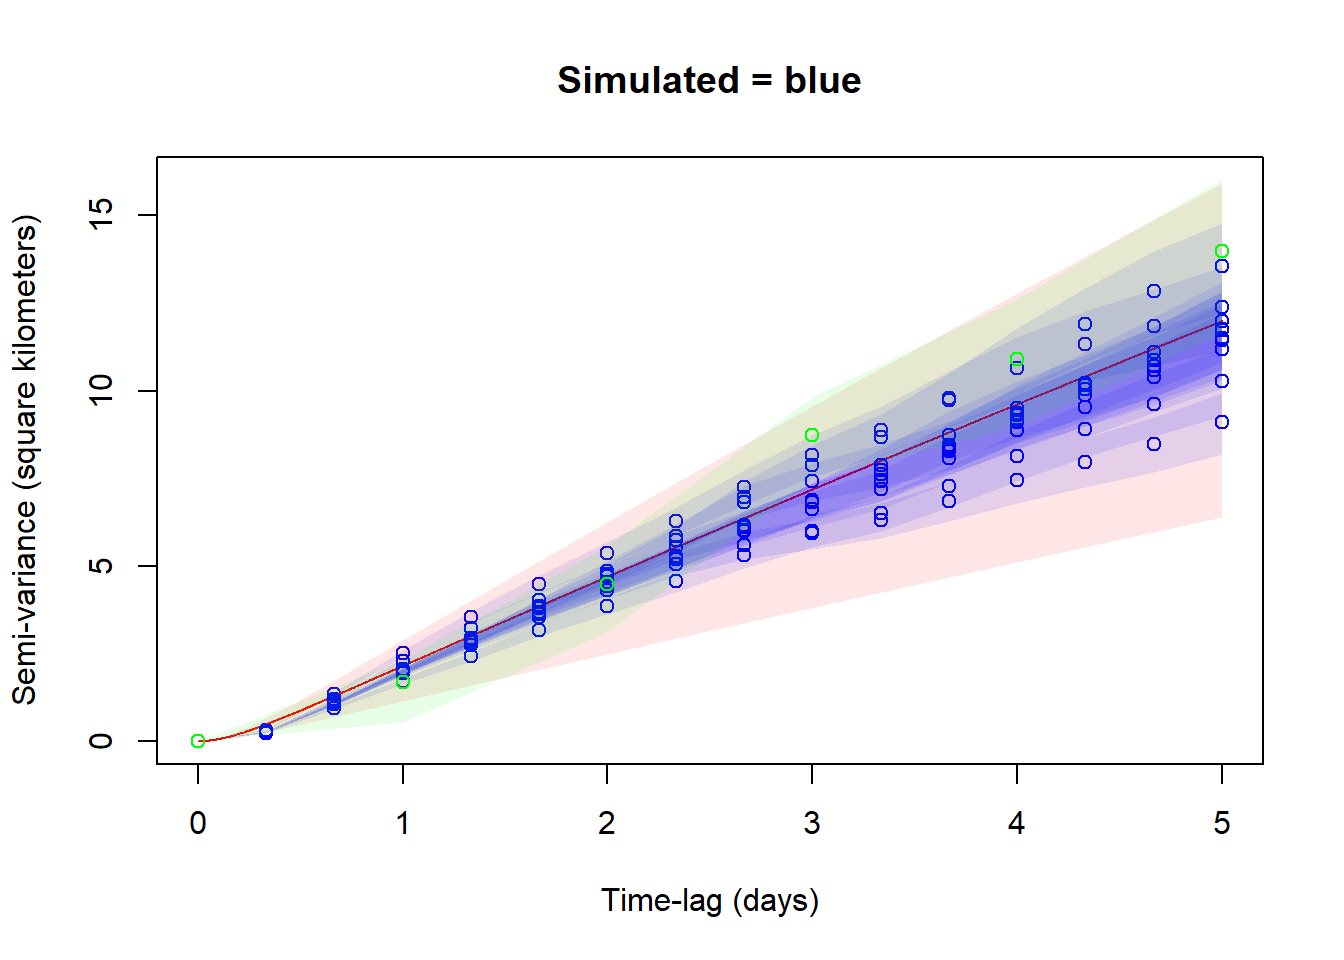 Simulated = blue
Semi-variance (square kilometers)
15
10
5
0
0 1 2 3 4 5
Time-lag (days)